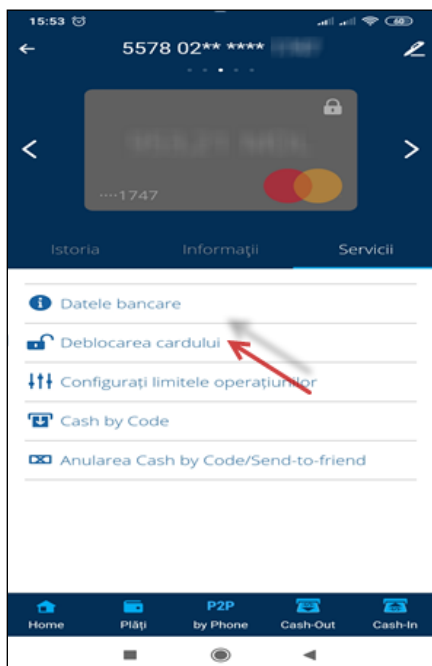 15:53 60
5578 02** ****
····1747
Istoria Informații Servicii
Datele bancare
Deblocarea cardului
Configurați limitele operațiunilor
Cash by Code
Anularea Cash by Code/Send-to-friend
P2P
Home Plăți by Phone Cash-Out Cash-In